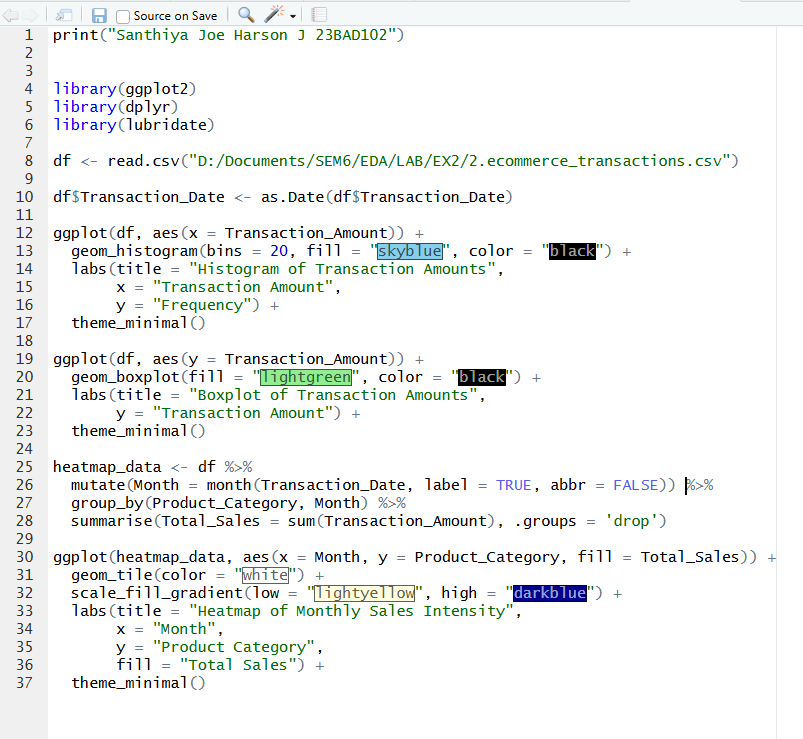 Source on Save
1 print("Santhiya Joe Harson J 23BAD102")
2
3
4 library(ggplot2)
5 library(dplyr)
6 library(lubridate)
7
8 df <- read.csv("D:/Documents/SEM6/EDA/LAB/EX2/2.ecommerce_transactions.csv")
9
10 df$Transaction_Date <- as.Date(df$Transaction_Date)
11
12 ggplot(df, aes(x = Transaction_Amount)) +
13   geom_histogram(bins = 20, fill = "skyblue", color = "black") +
14   labs(title = "Histogram of Transaction Amounts",
15        x = "Transaction Amount",
16        y = "Frequency") +
17   theme_minimal()
18
19 ggplot(df, aes(y = Transaction_Amount)) +
20   geom_boxplot(fill = "lightgreen", color = "black") +
21   labs(title = "Boxplot of Transaction Amounts",
22        y = "Transaction Amount") +
23   theme_minimal()
24
25 heatmap_data <- df %>%
26   mutate(Month = month(Transaction_Date, label = TRUE, abbr = FALSE)) %>%
27   group_by(Product_Category, Month) %>%
28   summarise(Total_Sales = sum(Transaction_Amount), .groups = 'drop')
29
30 ggplot(heatmap_data, aes(x = Month, y = Product_Category, fill = Total_Sales)) +
31   geom_tile(color = "white") +
32   scale_fill_gradient(low = "lightyellow", high = "darkblue") +
33   labs(title = "Heatmap of Monthly Sales Intensity",
34        x = "Month",
35        y = "Product Category",
36        fill = "Total Sales") +
37   theme_minimal()